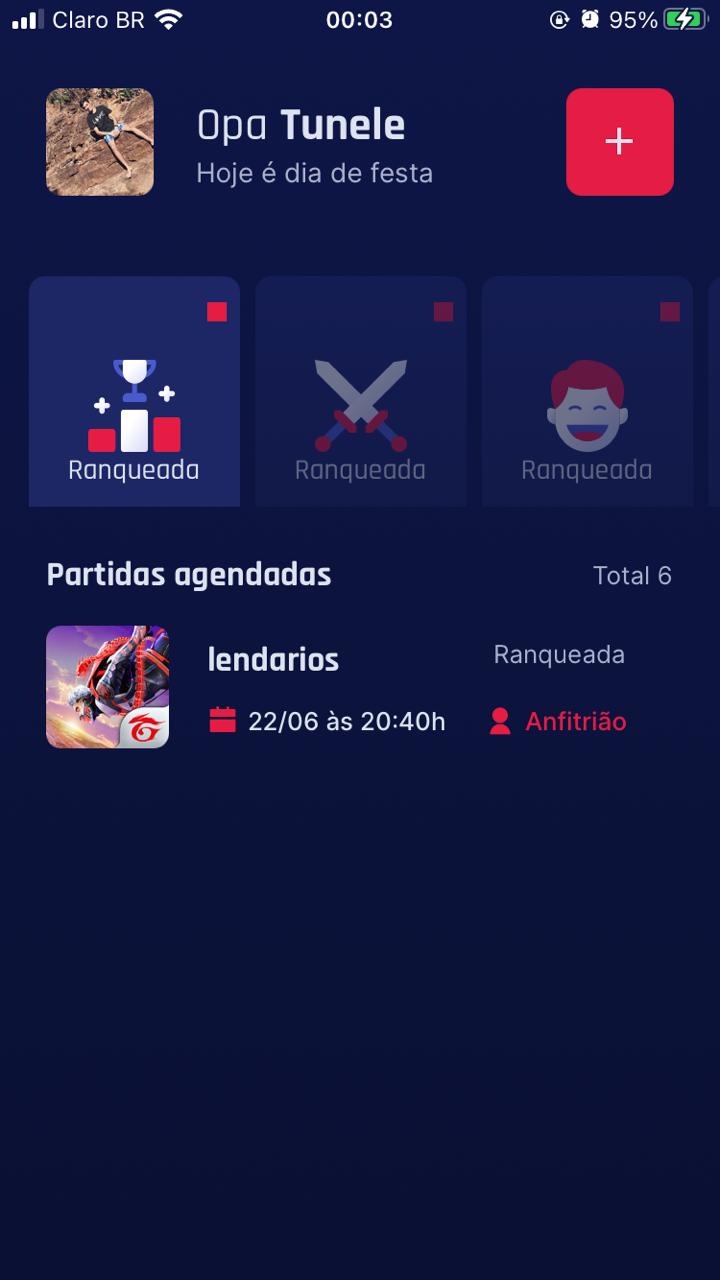 Claro BR 00:03 95%
Opa Tunele
Hoje é dia de festa
+
Ranqueada Ranqueada Ranqueada
Partidas agendadas Total 6
lendarios Ranqueada
22/06 às 20:40h Anfitrião